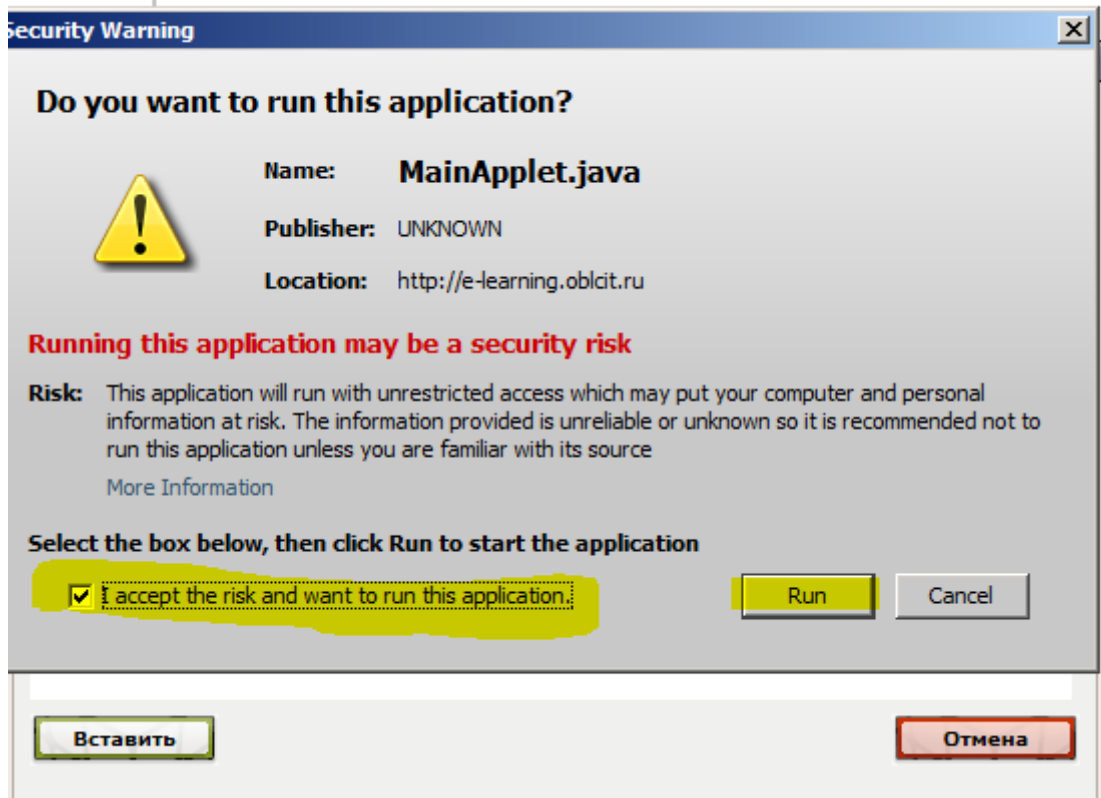 Security Warning
Do you want to run this application?
Name: MainApplet.java
Publisher: UNKNOWN
Location: http://e-learning.oblcit.ru
Running this application may be a security risk
Risk: This application will run with unrestricted access which may put your computer and personal
information at risk. The information provided is unreliable or unknown so it is recommended not to
run this application unless you are familiar with its source
More Information
Select the box below, then click Run to start the application
I accept the risk and want to run this application. Run Cancel
Вставить Отмена